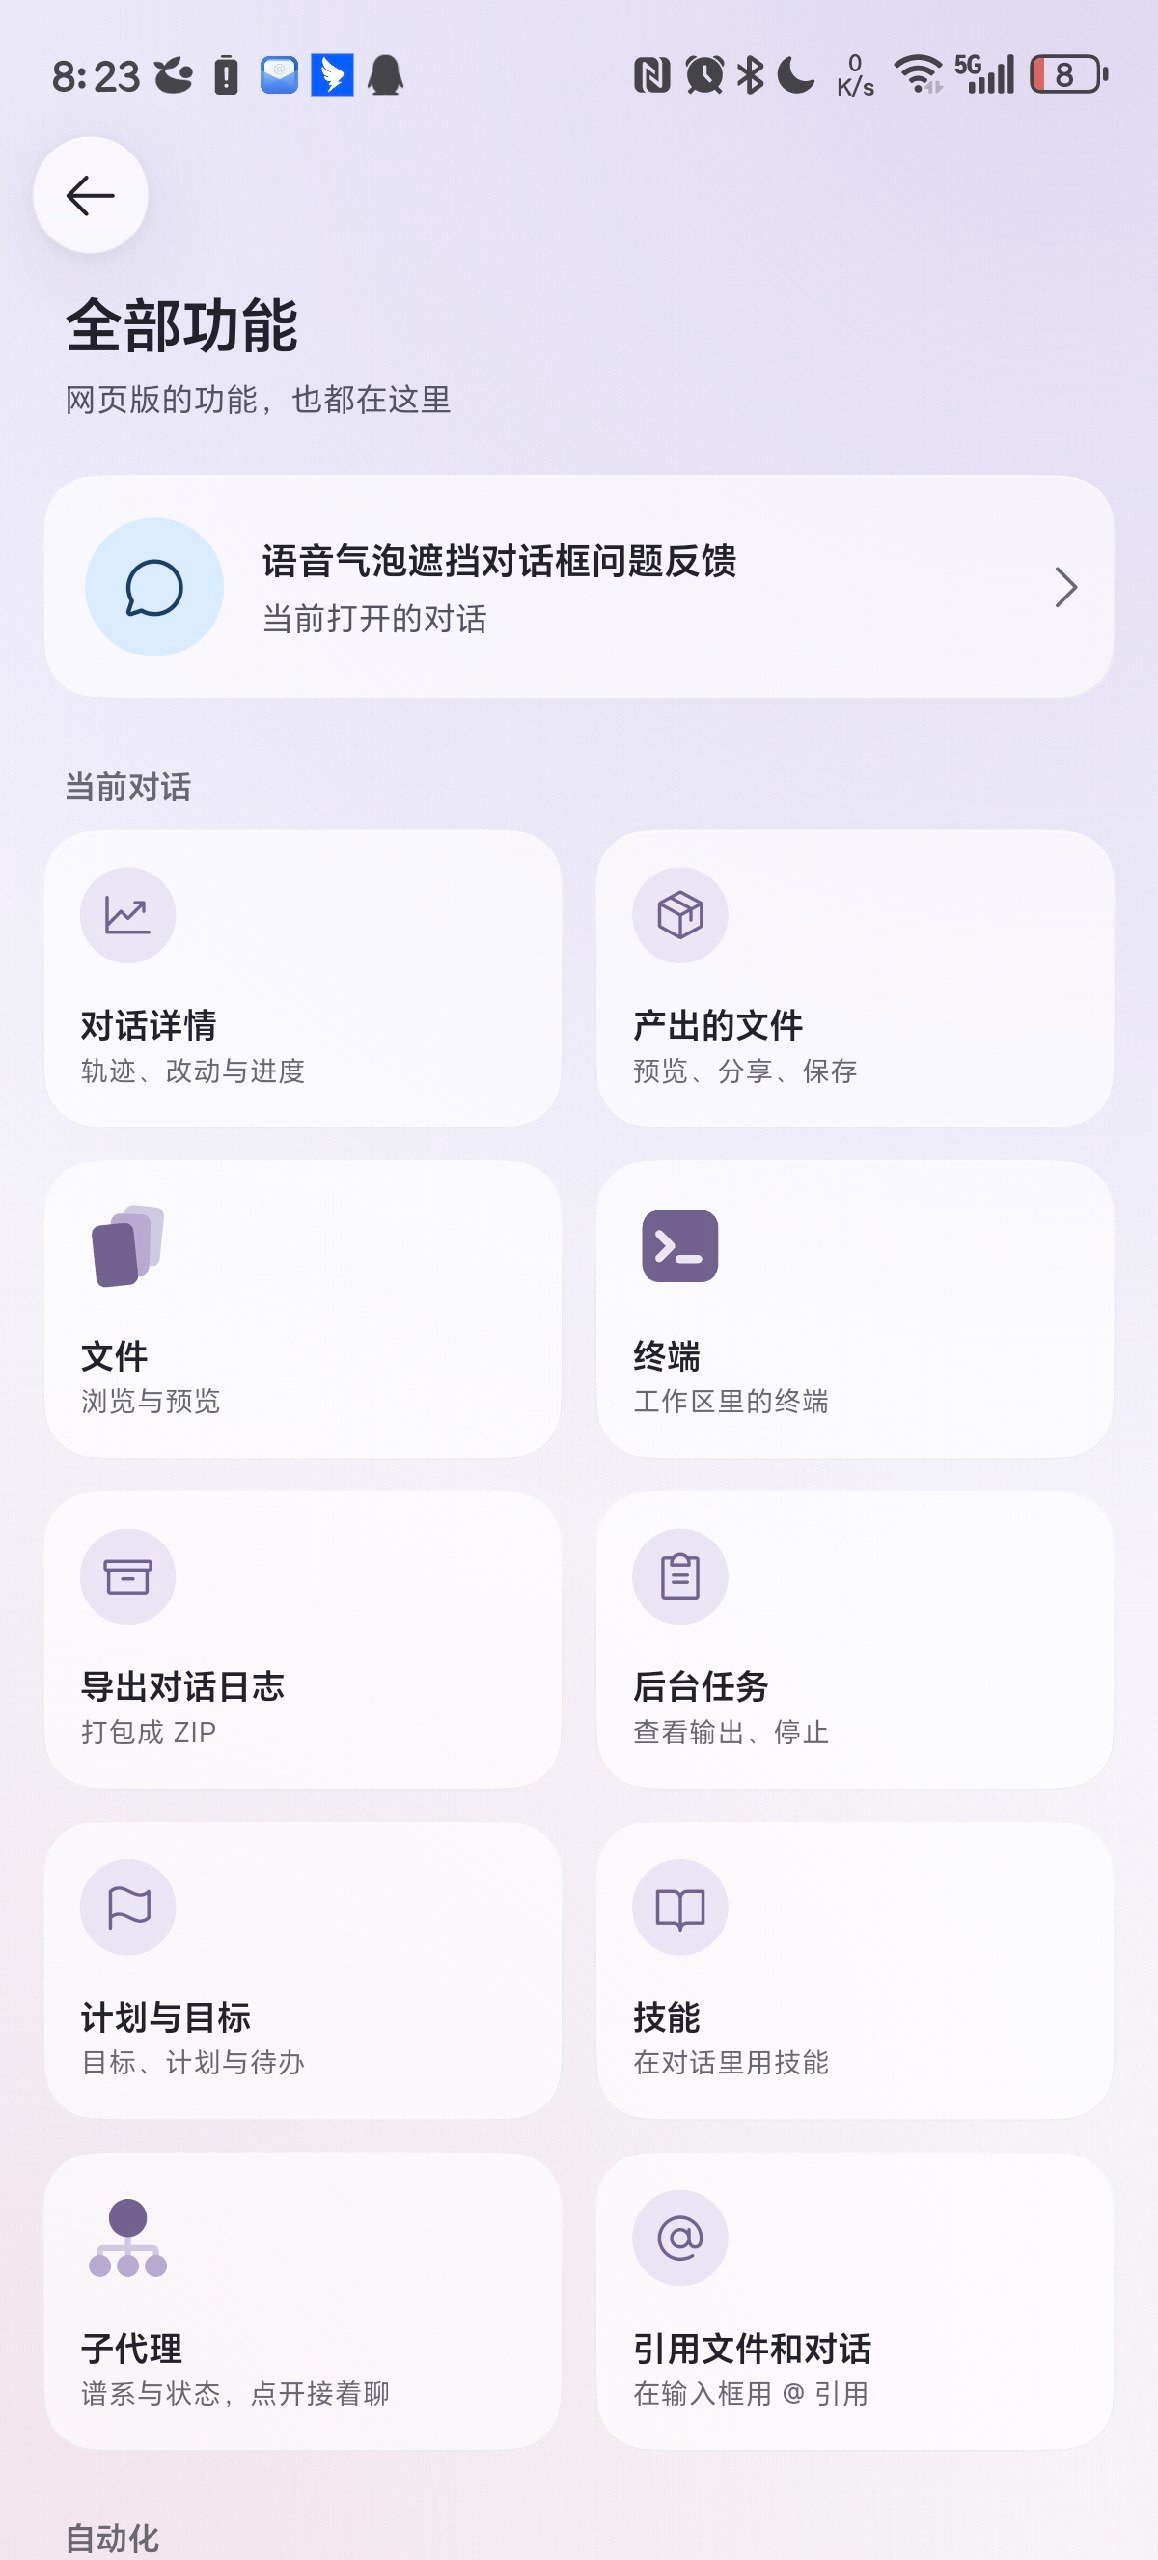 8:23
0
K/s
5G
8
全部功能
网页版的功能，也都在这里
语音气泡遮挡对话框问题反馈
当前打开的对话
当前对话
对话详情
轨迹、改动与进度
产出的文件
预览、分享、保存
文件
浏览与预览
终端
工作区里的终端
导出对话日志
打包成 ZIP
后台任务
查看输出、停止
计划与目标
目标、计划与待办
技能
在对话里用技能
子代理
谱系与状态，点开接着聊
引用文件和对话
在输入框用 @ 引用
自动化